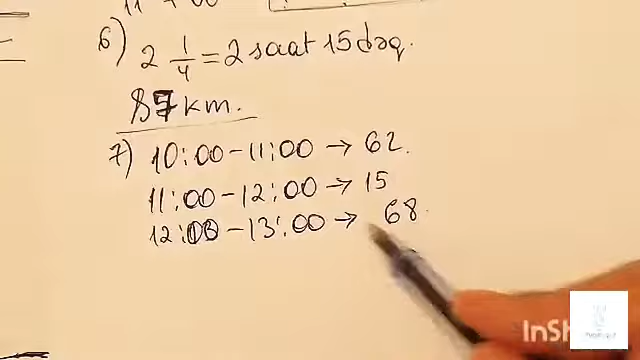 6) 2 1/4 = 2 saat 15 dəq.
87 km.
7) 10:00 - 11:00 → 62.
11:00 - 12:00 → 15
12:00 - 13:00 → 68.
InSh